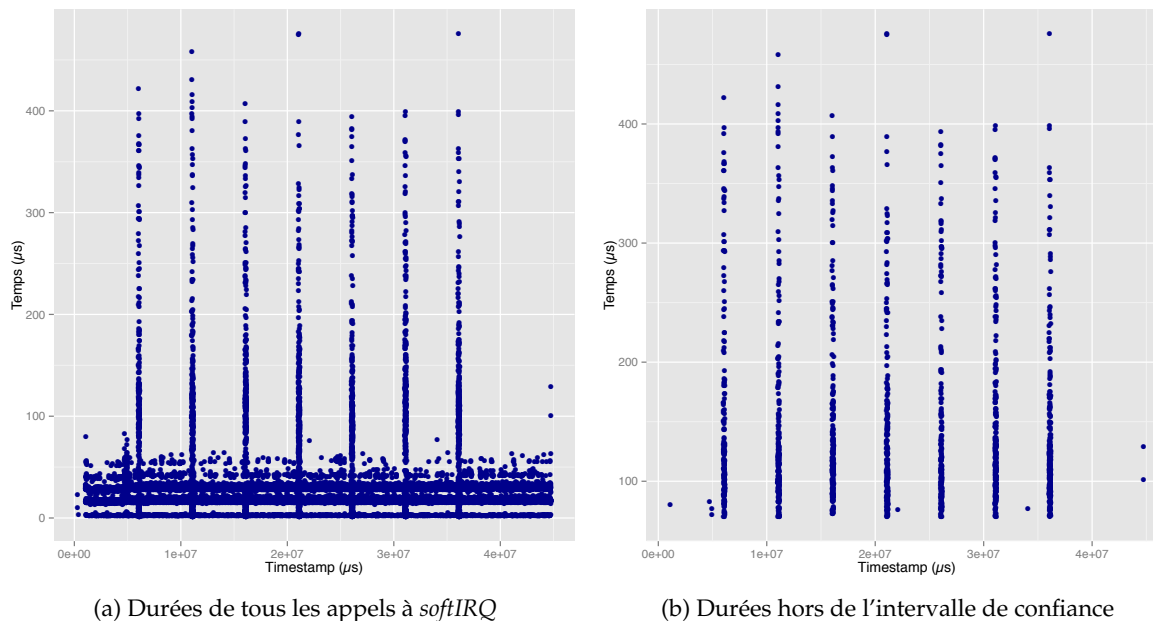 400
300
200
100
0
Temps (µs)
0e+00
1e+07
2e+07
3e+07
4e+07
Timestamp (µs)
(a) Durées de tous les appels à softIRQ
400
300
200
100
Temps (µs)
0e+00
1e+07
2e+07
3e+07
4e+07
Timestamp (µs)
(b) Durées hors de l'intervalle de confiance